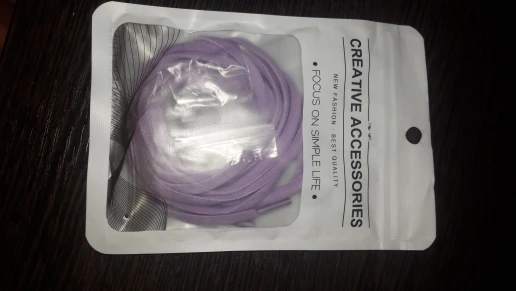 CREATIVE ACCESSORIES
NEW FASHION BEST QUALITY
• FOCUS ON SIMPLE LIFE •